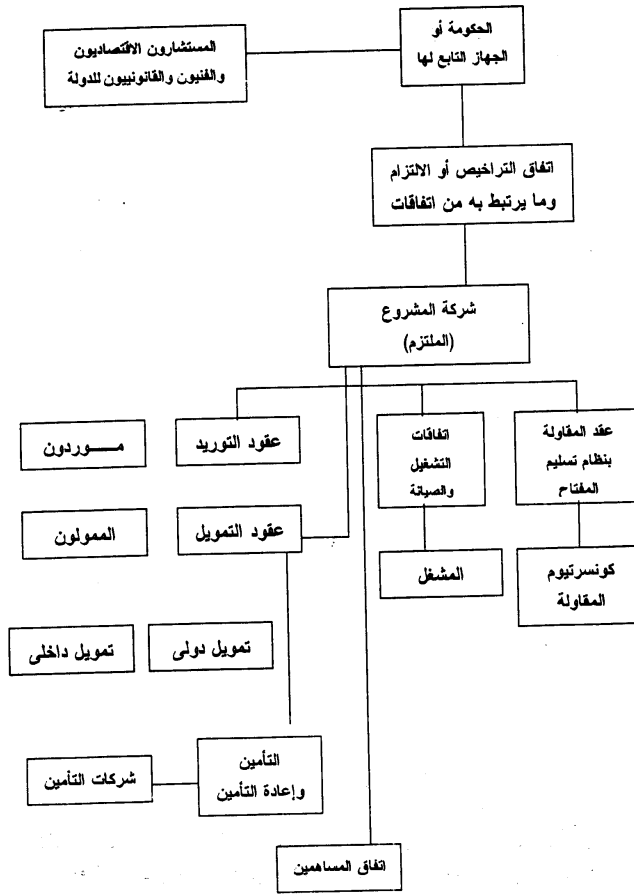 الحكومة أو
الجهاز التابع لها
المستشارون الاقتصاديون
والفنيون والقانونييون للدولة
اتفاق التراخيص أو الالتزام
وما يرتبط به من اتفاقات
شركة المشروع
(الملتزم)
عقد المقاولة
بنظام تسليم
المفتاح
اتفاقات
التشغيل
والصيانة
عقود التوريد
مـــــوردون
كونسرتيوم
المقاولة
المشغل
عقود التمويل
الممولون
تمويل دولى
تمويل داخلى
التأمين
وإعادة التأمين
شركات التأمين
اتفاق المساهمين